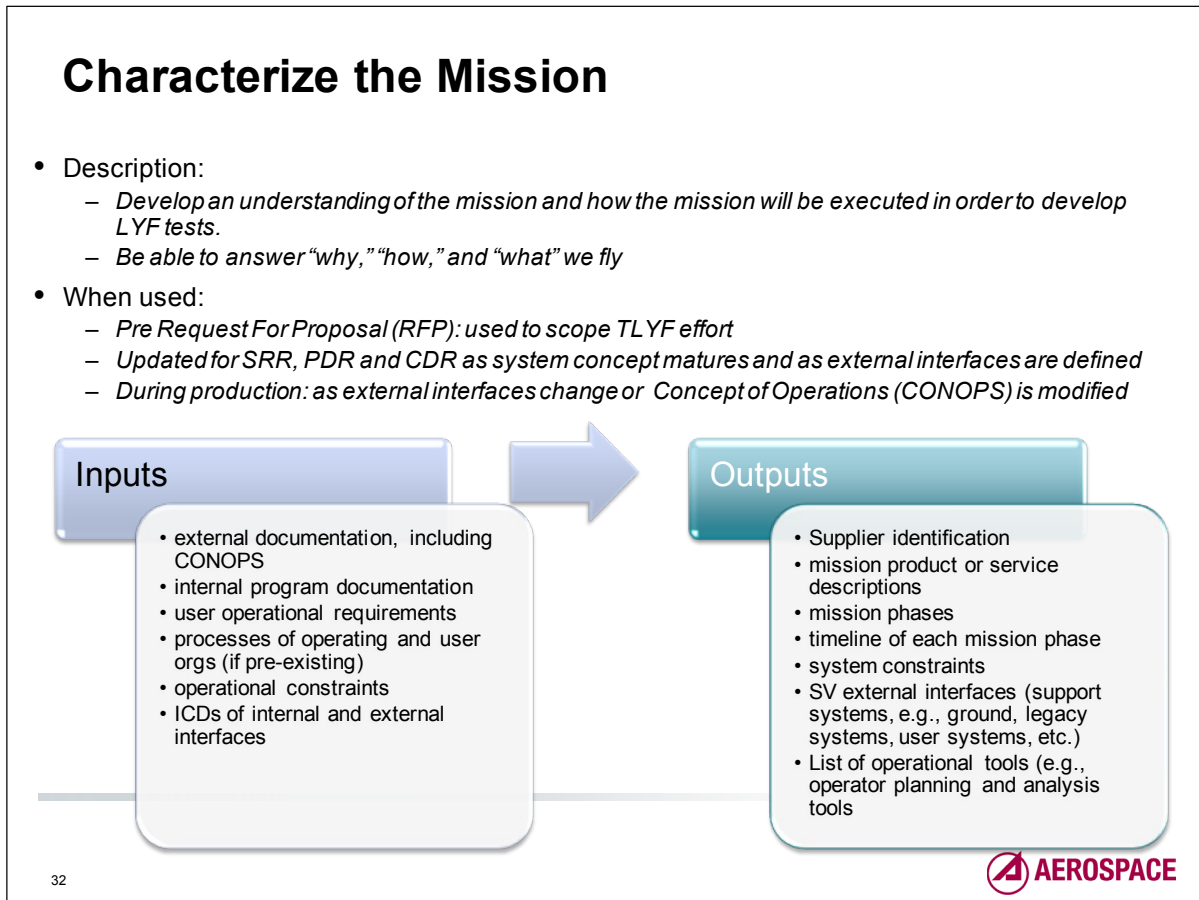 Characterize the Mission
• Description:
– Develop an understanding of the mission and how the mission will be executed in order to develop
LYF tests.
– Be able to answer “why,” “how,” and “what” we fly
• When used:
– Pre Request For Proposal (RFP): used to scope TLYF effort
– Updated for SRR, PDR and CDR as system concept matures and as external interfaces are defined
– During production: as external interfaces change or Concept of Operations (CONOPS) is modified
Inputs
• external documentation, including
CONOPS
• internal program documentation
• user operational requirements
• processes of operating and user
orgs (if pre-existing)
• operational constraints
• ICDs of internal and external
interfaces
Outputs
• Supplier identification
• mission product or service
descriptions
• mission phases
• timeline of each mission phase
• system constraints
• SV external interfaces (support
systems, e.g., ground, legacy
systems, user systems, etc.)
• List of operational tools (e.g.,
operator planning and analysis
tools
32
AEROSPACE